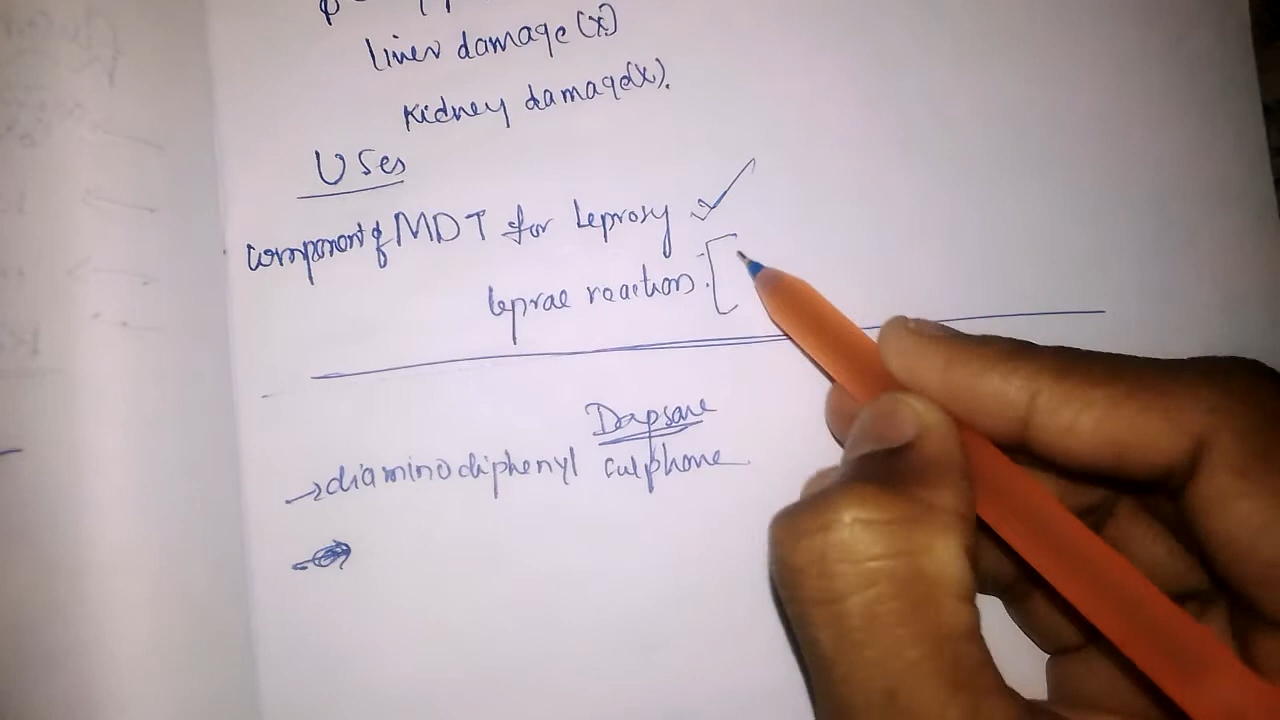 liver damage (x)
Kidney damage(x).
Uses
component of MDT for Leprosy ✓
leprae reaction:[
Dapsone
→diaminodiphenyl sulphone